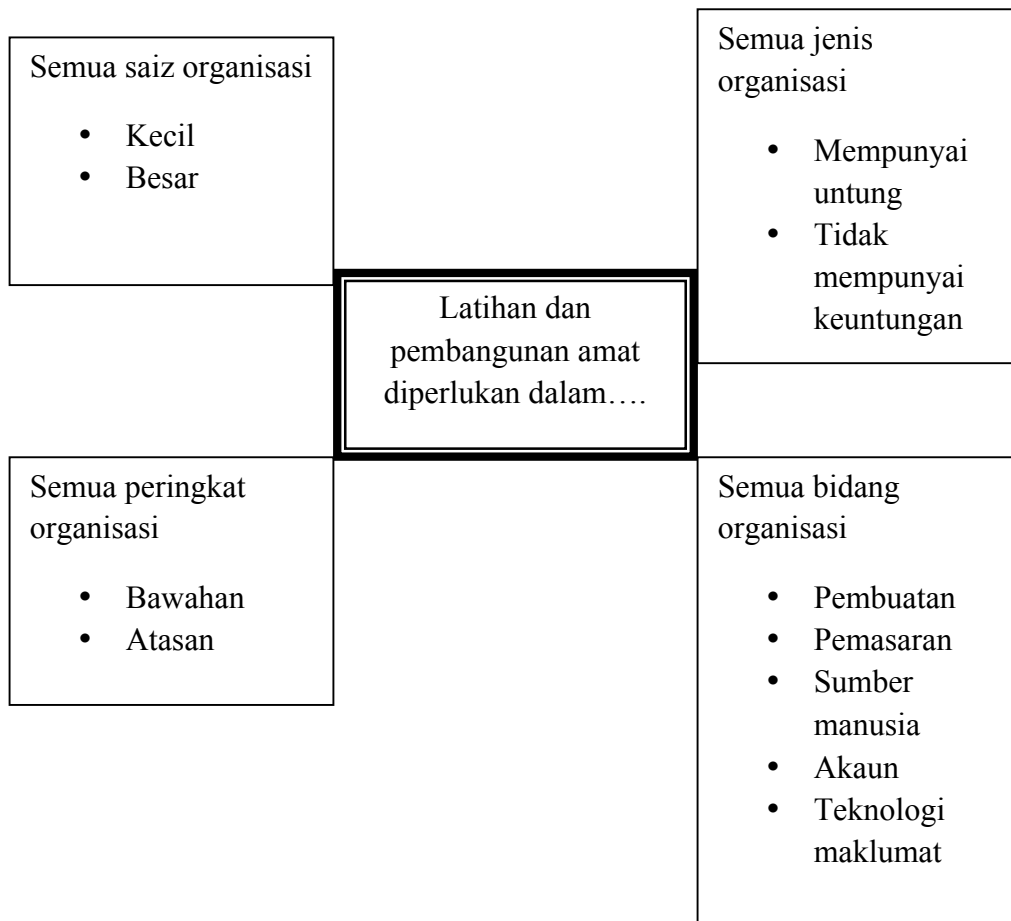 Semua saiz organisasi
• Kecil
• Besar
Semua jenis
organisasi
• Mempunyai
untung
• Tidak
mempunyai
keuntungan
Latihan dan
pembangunan amat
diperlukan dalam….
Semua peringkat
organisasi
• Bawahan
• Atasan
Semua bidang
organisasi
• Pembuatan
• Pemasaran
• Sumber
manusia
• Akaun
• Teknologi
maklumat